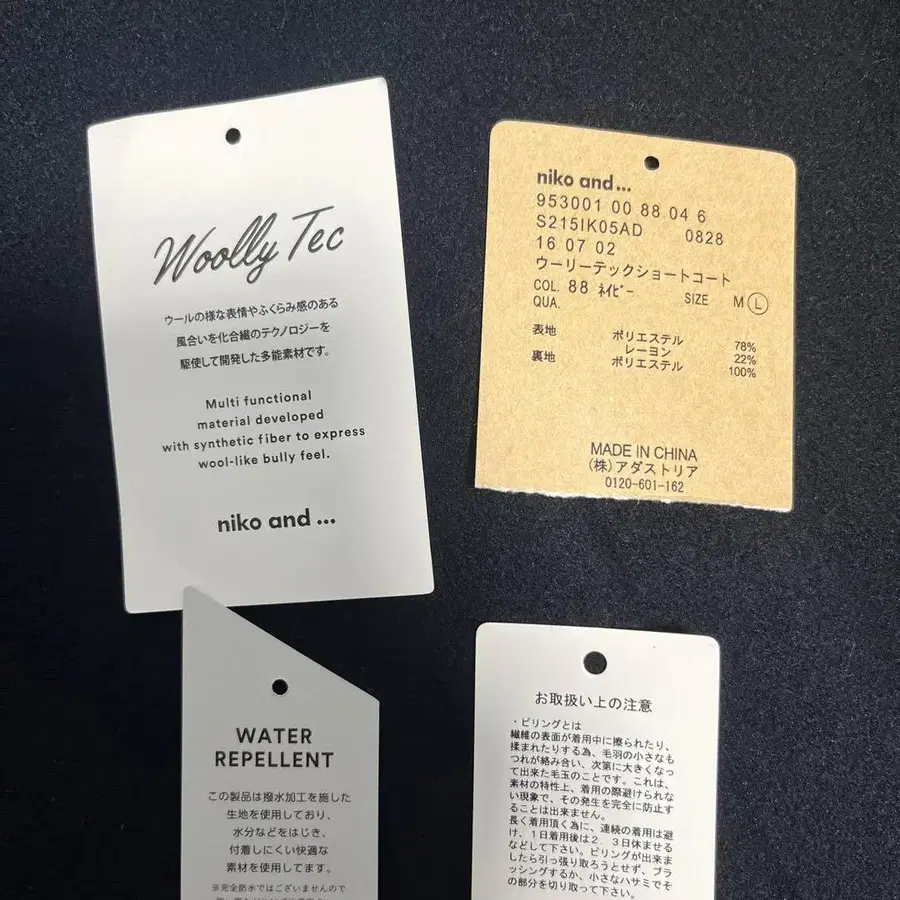 Woolly Tec
ウールの様な表情やふくらみ感のある
風合いを化合繊のテクノロジーを
駆使して開発した多能素材です。
Multi functional
material developed
with synthetic fiber to express
wool-like bully feel.
niko and ...
niko and ...
953001 00 88 04 6
S215IK05AD 0828
16 07 02
ウーリーテックショートコート
COL. 88 ネイビー SIZE M L
QUA.
表地 ポリエステル 78%
レーヨン 22%
裏地 ポリエステル 100%
MADE IN CHINA
(株)アダストリア
0120-601-162
WATER
REPELLENT
この製品は撥水加工を施した
生地を使用しており、
水分などをはじき、
付着しにくい快適な
素材を使用してます。
※完全防水ではございませんので
お取扱い上の注意
・ピリングとは
繊維の表面が着用中に擦られたり、
揉まれたりする為、毛羽の小さなも
つれが絡み合い、次第に大きくなっ
て出来た毛玉のことです。これは、
素材の特性上、着用の際避けられな
い現象で、その発生を完全に防止す
ることは出来ません。
長く着用頂く為に、連続の着用は避
け、1日着用後は2、3日休ませる
などして下さい。ピリングが出来ま
したら引っ張り取ろうとせず、ブラ
ッシングするか、小さなハサミでそ
の部分を切り取って下さい。